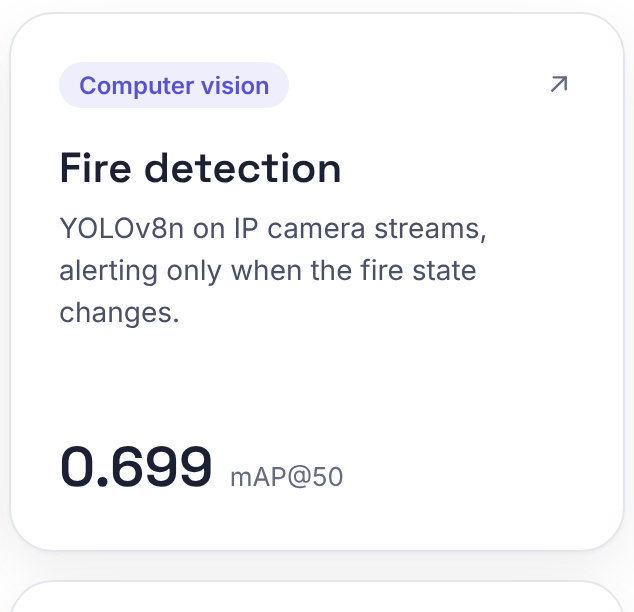 Computer vision
Fire detection
YOLOv8n on IP camera streams,
alerting only when the fire state
changes.
0.699 mAP@50